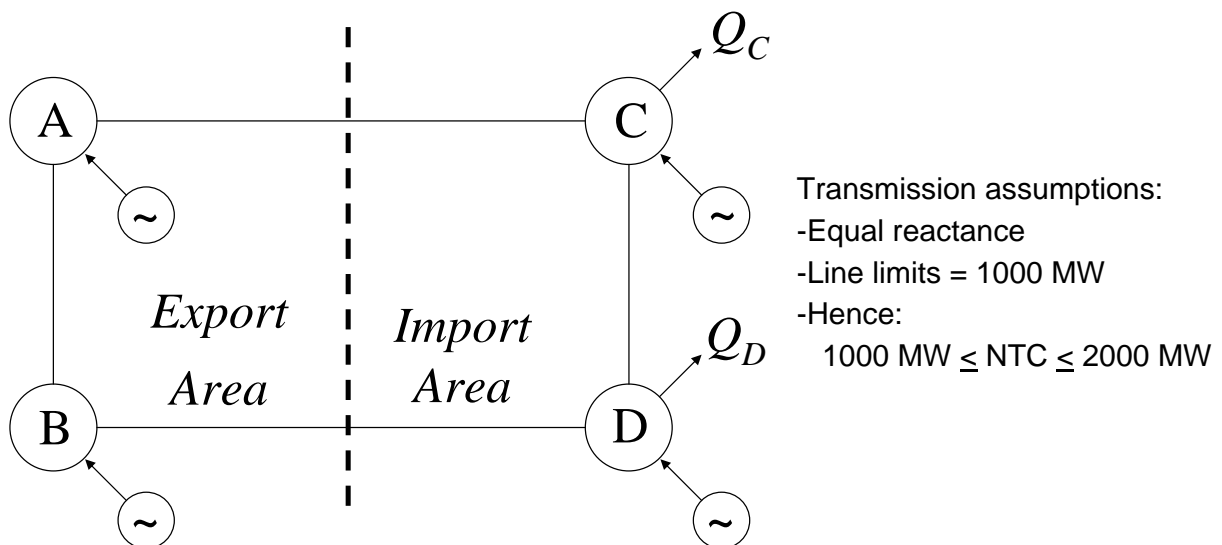 Q_C
A
C
~
~
Transmission assumptions:
-Equal reactance
-Line limits = 1000 MW
-Hence:
1000 MW ≤ NTC ≤ 2000 MW
Export
Area
Import
Area
Q_D
B
D
~
~